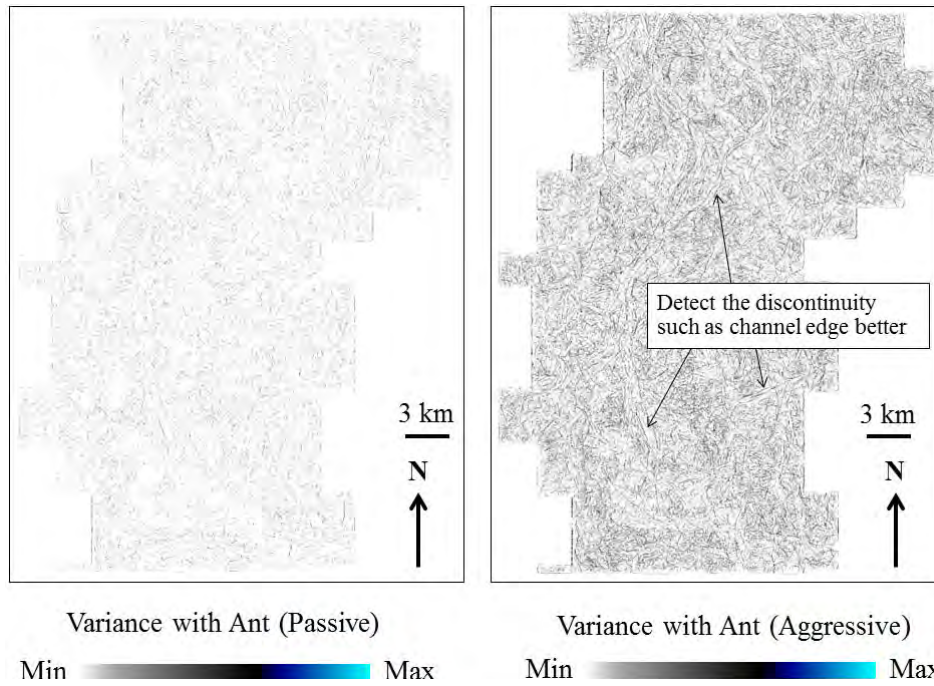 Detect the discontinuity
such as channel edge better
3 km
N
3 km
N
Variance with Ant (Passive)
Variance with Ant (Aggressive)
Min Max
Min Max